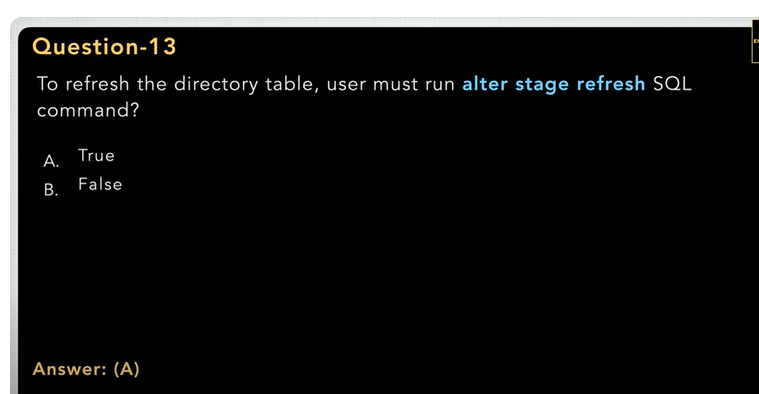 Question-13
To refresh the directory table, user must run alter stage refresh SQL
command?
A. True
B. False
Answer: (A)